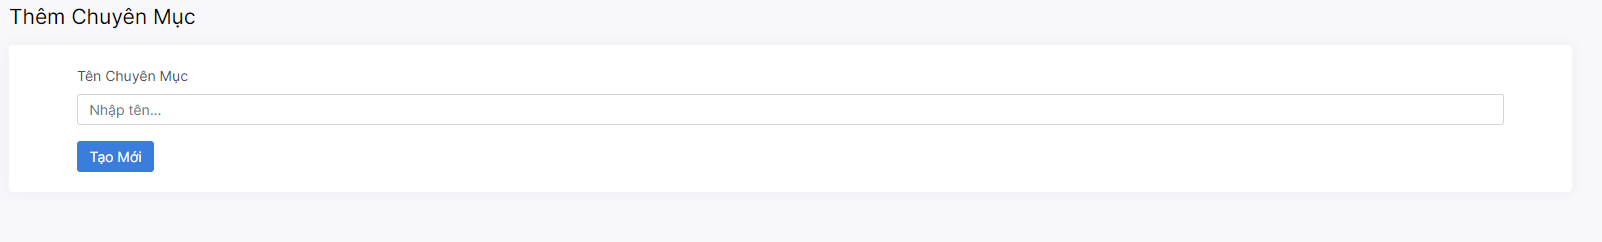 Thêm Chuyên Mục
Tên Chuyên Mục
Nhập tên...
Tạo Mới